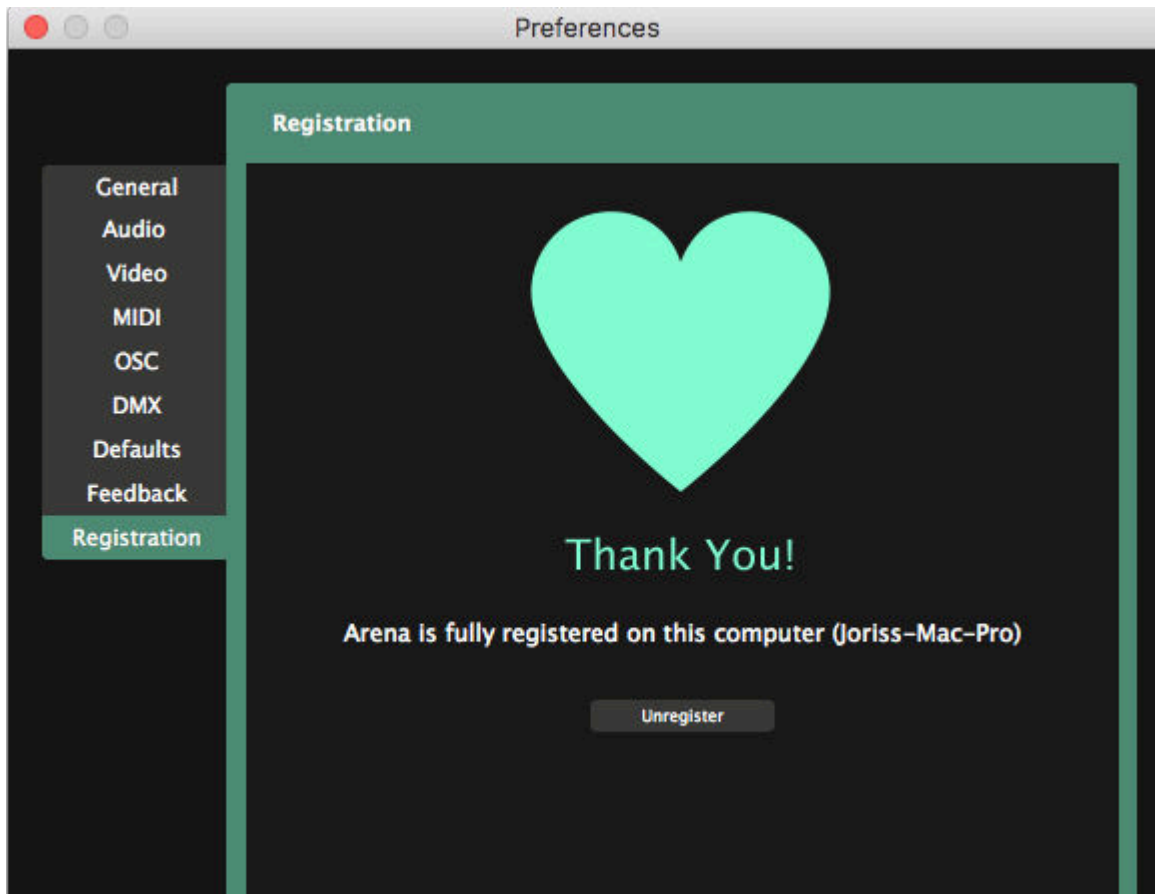 Preferences
Registration
General
Audio
Video
MIDI
OSC
DMX
Defaults
Feedback
Registration
Thank You!
Arena is fully registered on this computer (Joriss-Mac-Pro)
Unregister